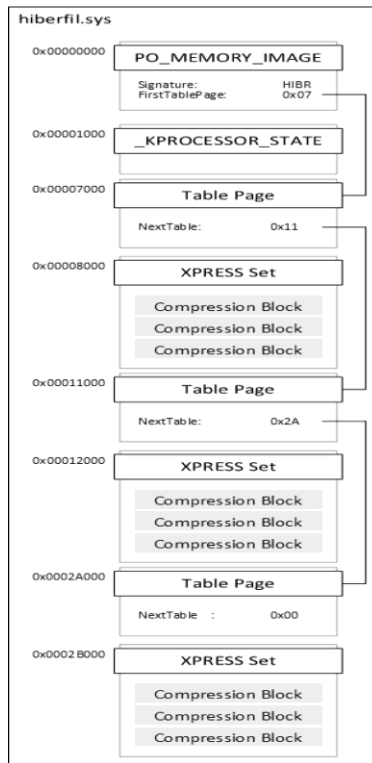 hiberfil.sys
0x00000000
PO_MEMORY_IMAGE
Signature: HIBR
FirstTablePage: 0x07
0x00001000
_KPROCESSOR_STATE
0x00007000
Table Page
NextTable: 0x11
0x00008000
XPRESS Set
Compression Block
Compression Block
Compression Block
0x00011000
Table Page
NextTable: 0x2A
0x00012000
XPRESS Set
Compression Block
Compression Block
Compression Block
0x0002A000
Table Page
NextTable : 0x00
0x0002B000
XPRESS Set
Compression Block
Compression Block
Compression Block